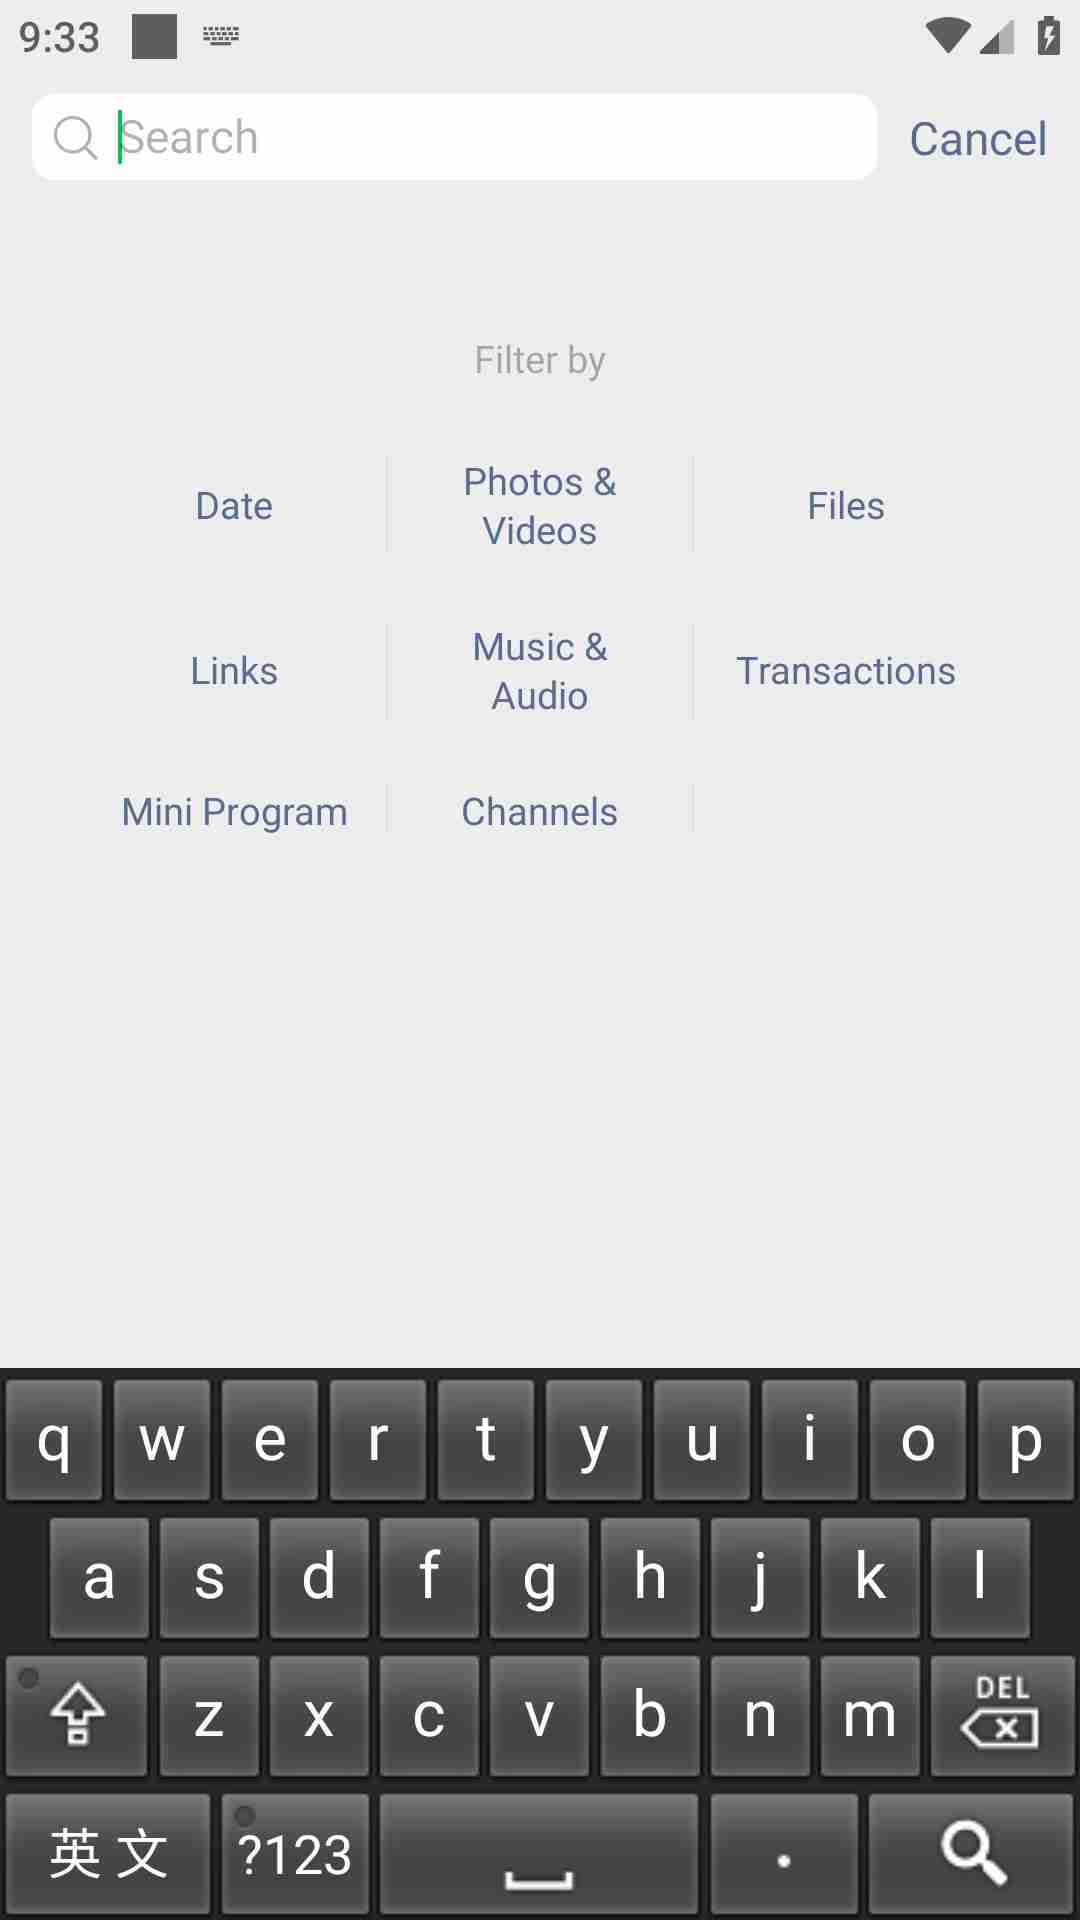 9:33
Search
Cancel
Filter by
Date
Photos &
Videos
Files
Links
Music &
Audio
Transactions
Mini Program
Channels
q w e r t y u i o p
a s d f g h j k l
z x c v b n m DEL
英文 ?123 .